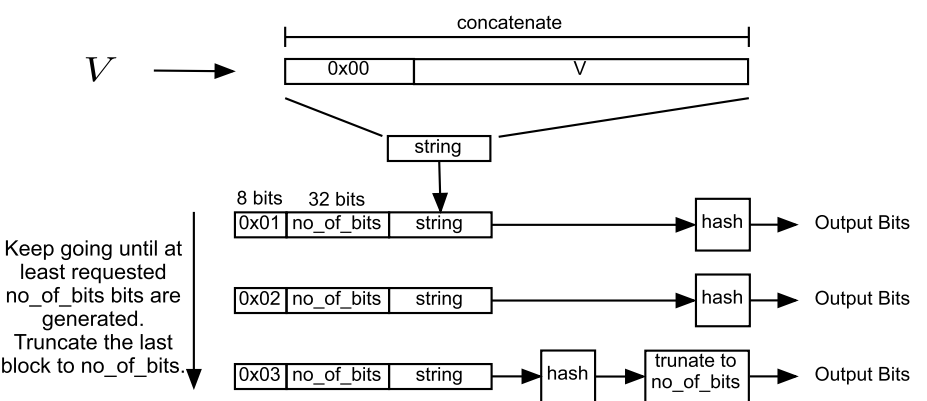 concatenate
V
0x00 V
string
8 bits 32 bits
0x01 no_of_bits string hash Output Bits
Keep going until at
least requested
no_of_bits bits are
generated.
Truncate the last
block to no_of_bits.
0x02 no_of_bits string hash Output Bits
0x03 no_of_bits string hash trunate to
no_of_bits Output Bits